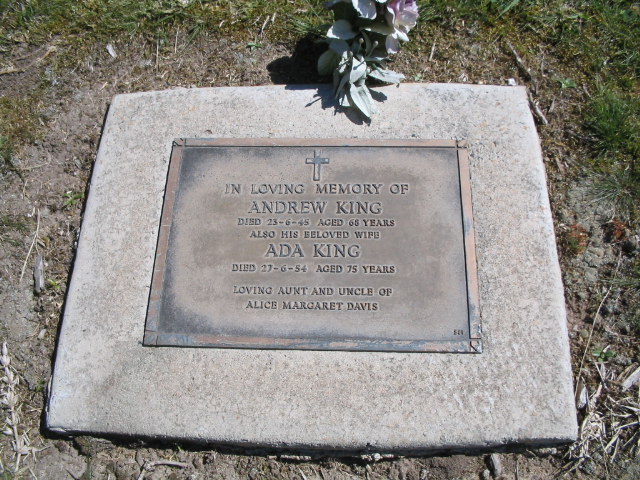 IN LOVING MEMORY OF
ANDREW KING
DIED 23-6-45 AGED 68 YEARS
ALSO HIS BELOVED WIFE
ADA KING
DIED 27-6-54 AGED 75 YEARS
LOVING AUNT AND UNCLE OF
ALICE MARGARET DAVIS